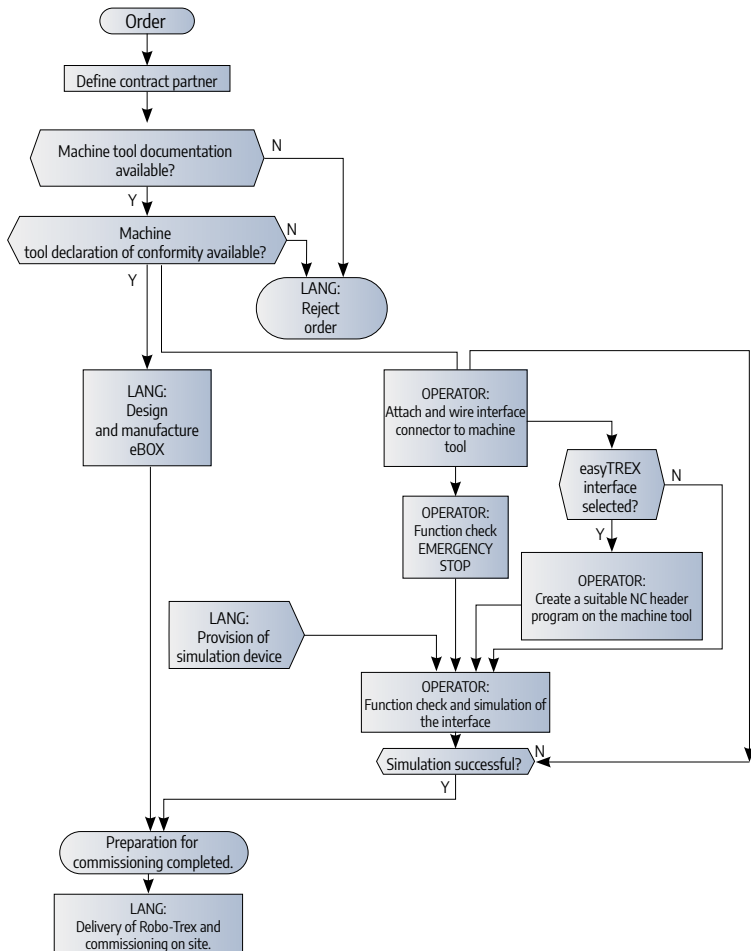 Order
Define contract partner
Machine tool documentation
available?
N
Y
Machine
tool declaration of conformity available?
N
Y
LANG:
Reject
order
LANG:
Design
and manufacture
eBOX
OPERATOR:
Attach and wire interface
connector to machine
tool
easyTREX
interface
selected?
N
Y
OPERATOR:
Function check
EMERGENCY
STOP
OPERATOR:
Create a suitable NC header
program on the machine tool
LANG:
Provision of
simulation device
OPERATOR:
Function check and simulation of
the interface
Simulation successful?
N
Y
Preparation for
commissioning completed.
LANG:
Delivery of Robo-Trex and
commissioning on site.